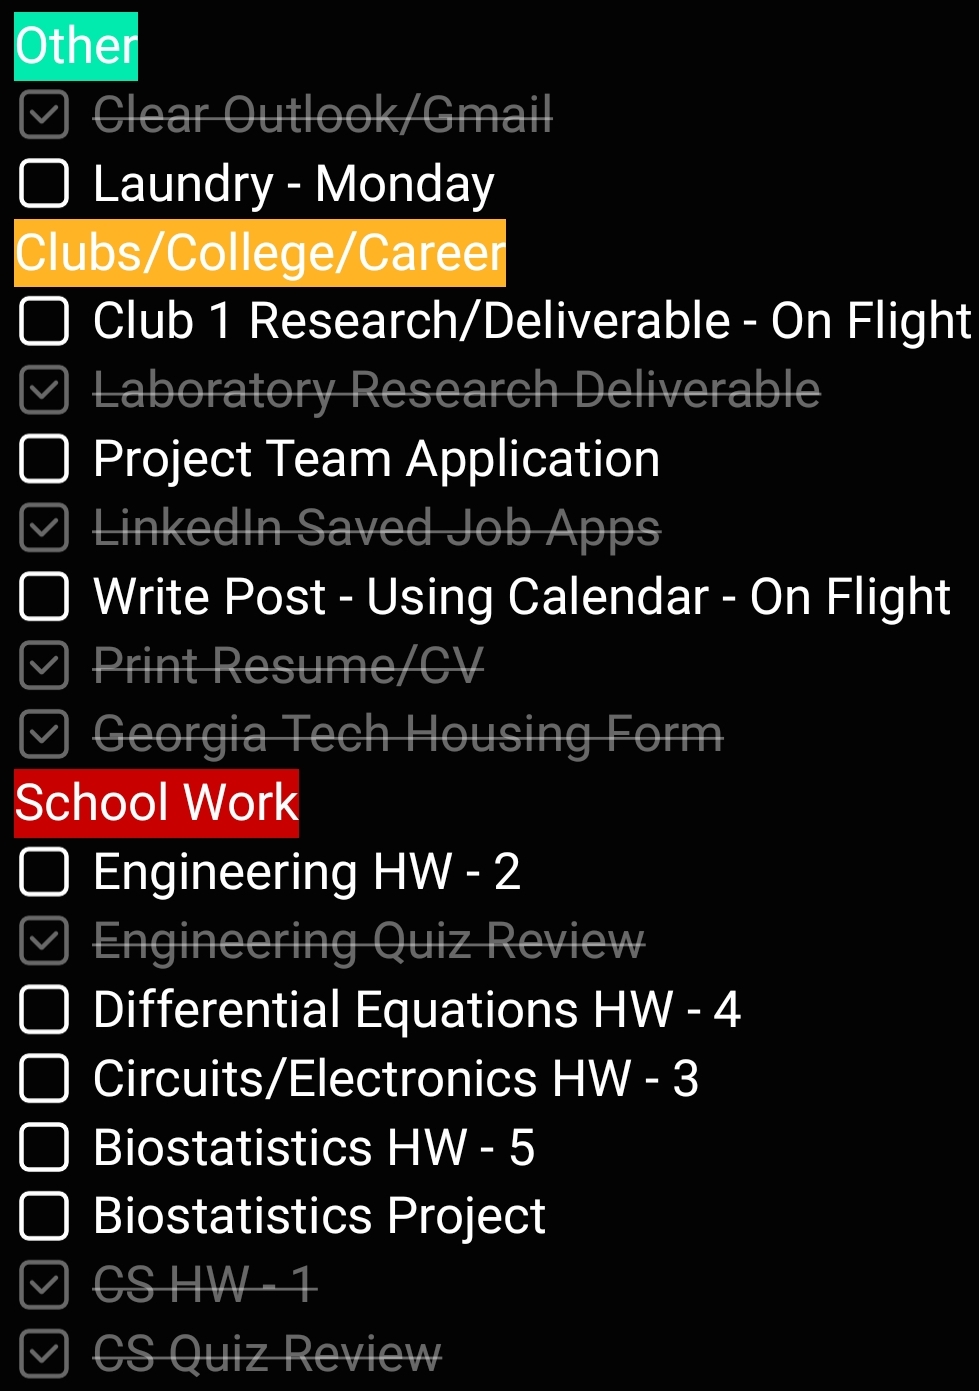 Other
Clear Outlook/Gmail
Laundry - Monday
Clubs/College/Career
Club 1 Research/Deliverable - On Flight
Laboratory Research Deliverable
Project Team Application
LinkedIn Saved Job Apps
Write Post - Using Calendar - On Flight
Print Resume/CV
Georgia Tech Housing Form
School Work
Engineering HW - 2
Engineering Quiz Review
Differential Equations HW - 4
Circuits/Electronics HW - 3
Biostatistics HW - 5
Biostatistics Project
CS HW - 1
CS Quiz Review